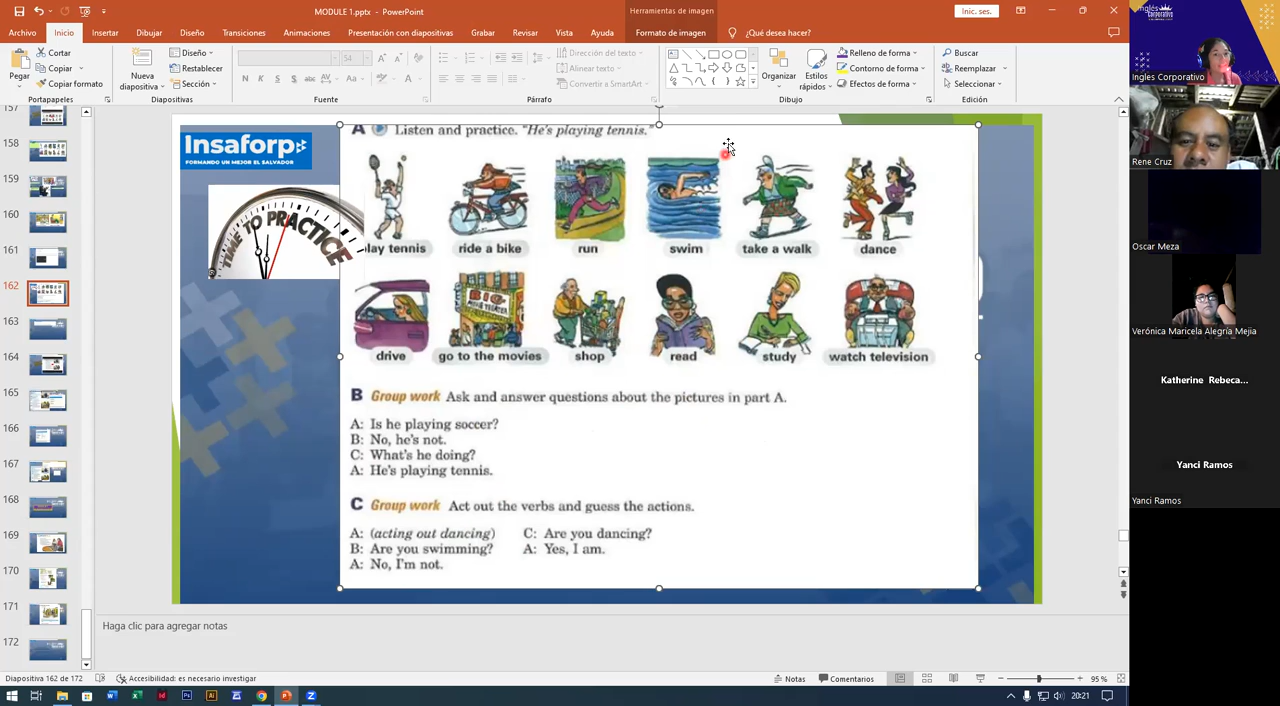 MODULE 1.pptx - PowerPoint
Herramientas de imagen
Inic. ses.
Archivo
Inicio
Insertar
Dibujar
Diseño
Transiciones
Animaciones
Presentación con diapositivas
Grabar
Revisar
Vista
Ayuda
Formato de imagen
¿Qué desea hacer?
Pegar
Cortar
Copiar
Copiar formato
Portapapeles
Nueva diapositiva
Diseño
Restablecer
Sección
Diapositivas
54
N K S S abc AV Aa A
Fuente
Dirección del texto
Alinear texto
Convertir a SmartArt
Párrafo
Organizar
Estilos rápidos
Relleno de forma
Contorno de forma
Efectos de forma
Dibujo
Buscar
Reemplazar
Seleccionar
Edición
157
158
159
160
161
162
163
164
165
166
167
168
169
170
171
172
Insaforp
FORMANDO UN MEJOR EL SALVADOR
TIME TO PRACTICE
A Listen and practice. "He's playing tennis."
lay tennis
ride a bike
run
swim
take a walk
dance
BIG
drive
go to the movies
shop
read
study
watch television
B Group work Ask and answer questions about the pictures in part A.
A: Is he playing soccer?
B: No, he's not.
C: What's he doing?
A: He's playing tennis.
C Group work Act out the verbs and guess the actions.
A: (acting out dancing)
B: Are you swimming?
A: No, I'm not.
C: Are you dancing?
A: Yes, I am.
Haga clic para agregar notas
Diapositiva 162 de 172
Accesibilidad: es necesario investigar
Notas
Comentarios
95 %
20:21
Inglés Corporativo
Ingles Corporativo
Rene Cruz
Oscar Meza
Verónica Maricela Alegría Mejia
Katherine Rebeca...
Yanci Ramos
Yanci Ramos